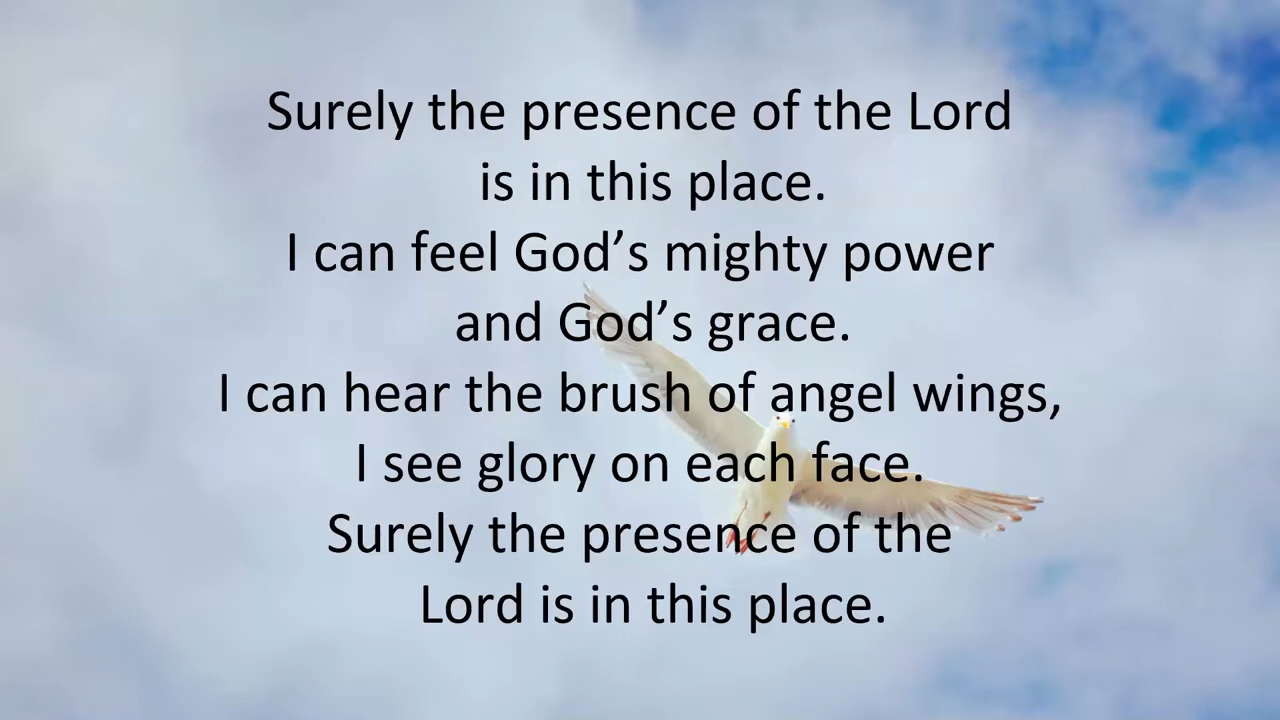 Surely the presence of the Lord
is in this place.
I can feel God’s mighty power
and God’s grace.
I can hear the brush of angel wings,
I see glory on each face.
Surely the presence of the
Lord is in this place.